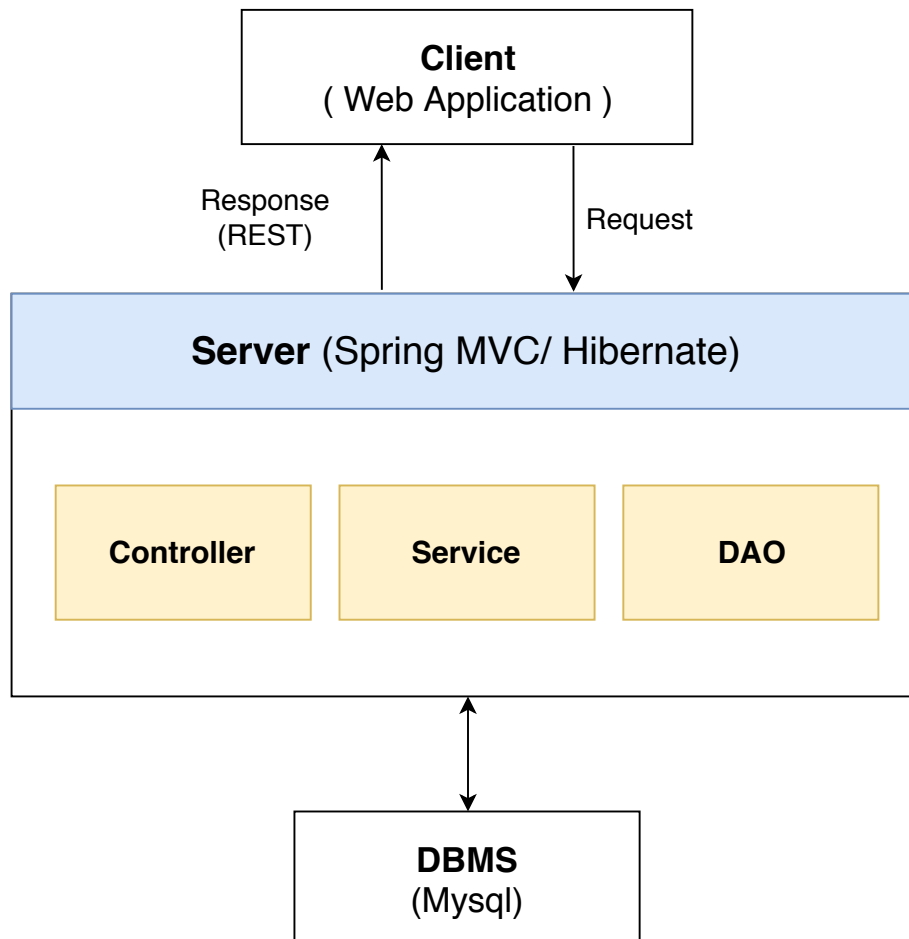 Client
( Web Application )
Response
(REST)
Request
Server (Spring MVC/ Hibernate)
Controller
Service
DAO
DBMS
(Mysql)